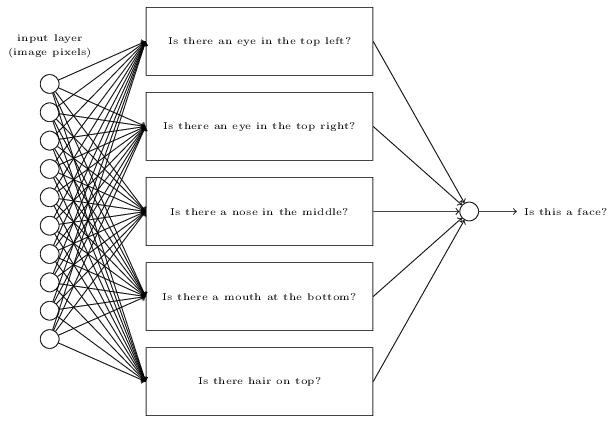 input layer
(image pixels)
Is there an eye in the top left?
Is there an eye in the top right?
Is there a nose in the middle?
Is there a mouth at the bottom?
Is there hair on top?
Is this a face?